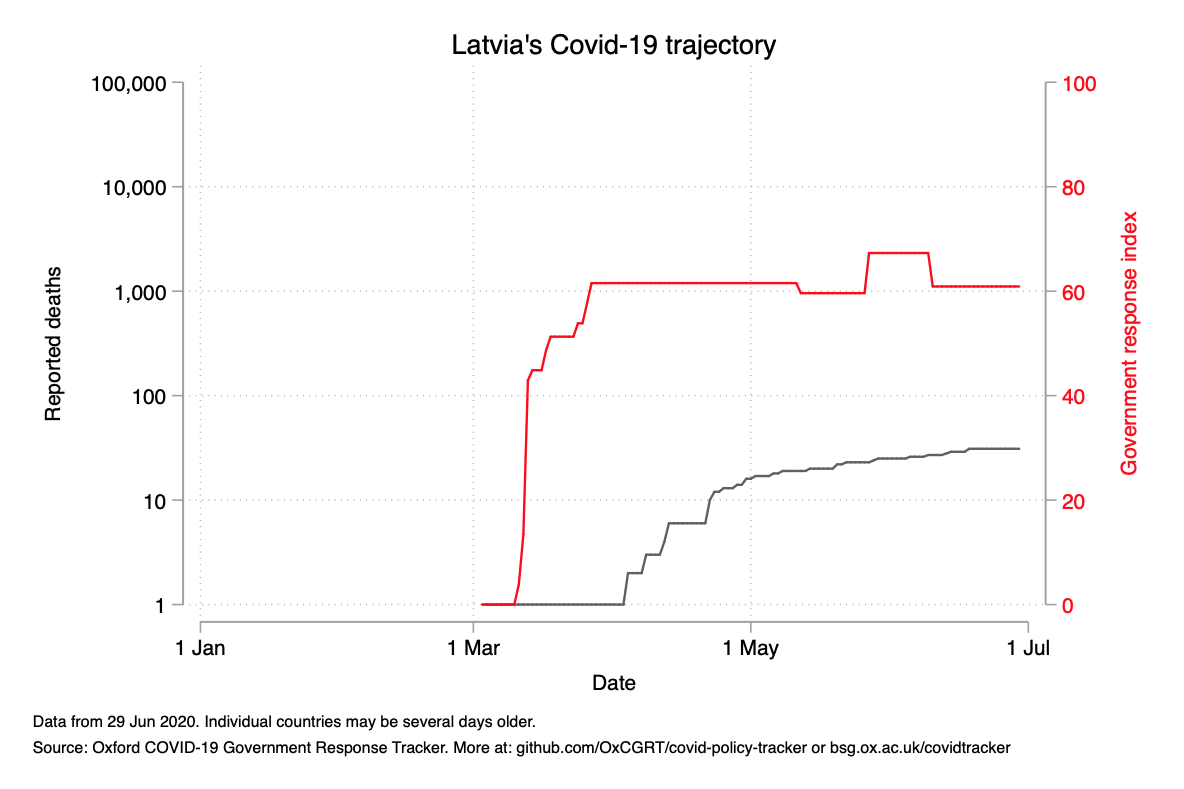 Latvia's Covid-19 trajectory
100,000
10,000
1,000
100
10
1
Reported deaths
100
80
60
40
20
0
Government response index
1 Jan
1 Mar
1 May
1 Jul
Date
Data from 29 Jun 2020. Individual countries may be several days older.
Source: Oxford COVID-19 Government Response Tracker. More at: github.com/OxCGRT/covid-policy-tracker or bsg.ox.ac.uk/covidtracker